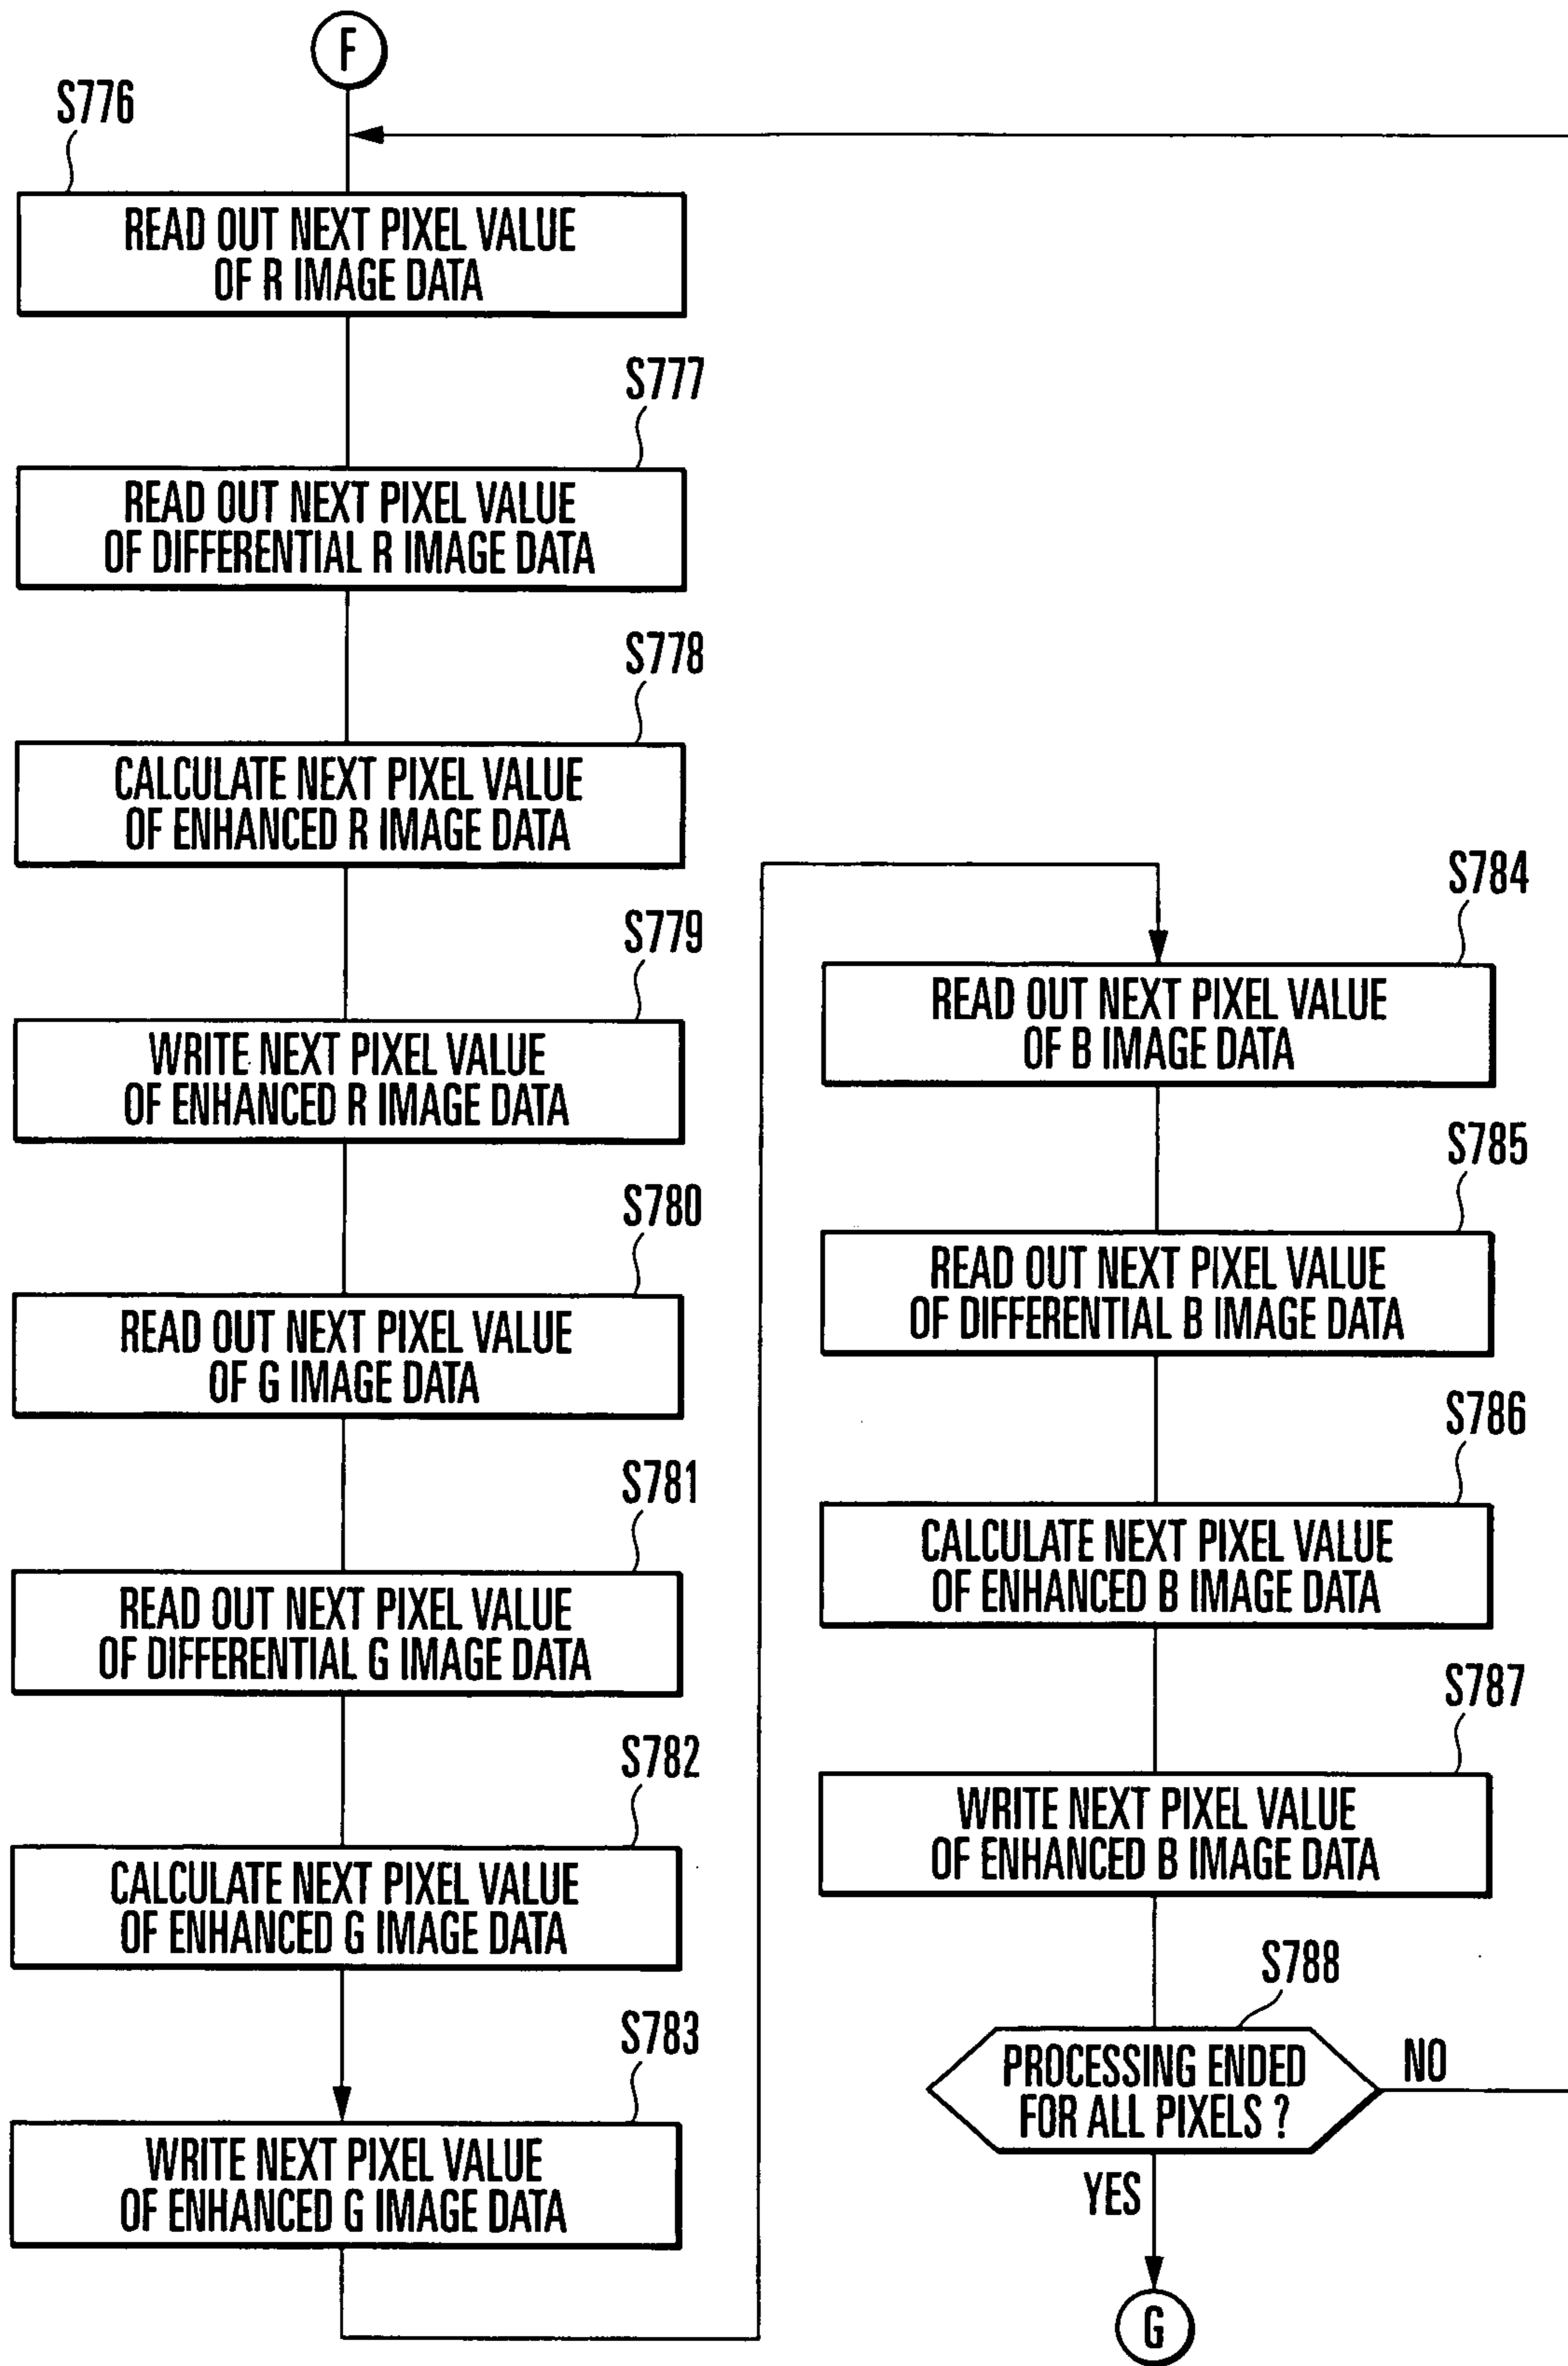 F
S776
READ OUT NEXT PIXEL VALUE
OF R IMAGE DATA
S777
READ OUT NEXT PIXEL VALUE
OF DIFFERENTIAL R IMAGE DATA
S778
CALCULATE NEXT PIXEL VALUE
OF ENHANCED R IMAGE DATA
S779
WRITE NEXT PIXEL VALUE
OF ENHANCED R IMAGE DATA
S780
READ OUT NEXT PIXEL VALUE
OF G IMAGE DATA
S781
READ OUT NEXT PIXEL VALUE
OF DIFFERENTIAL G IMAGE DATA
S782
CALCULATE NEXT PIXEL VALUE
OF ENHANCED G IMAGE DATA
S783
WRITE NEXT PIXEL VALUE
OF ENHANCED G IMAGE DATA
S784
READ OUT NEXT PIXEL VALUE
OF B IMAGE DATA
S785
READ OUT NEXT PIXEL VALUE
OF DIFFERENTIAL B IMAGE DATA
S786
CALCULATE NEXT PIXEL VALUE
OF ENHANCED B IMAGE DATA
S787
WRITE NEXT PIXEL VALUE
OF ENHANCED B IMAGE DATA
S788
PROCESSING ENDED
FOR ALL PIXELS ?
NO
YES
G